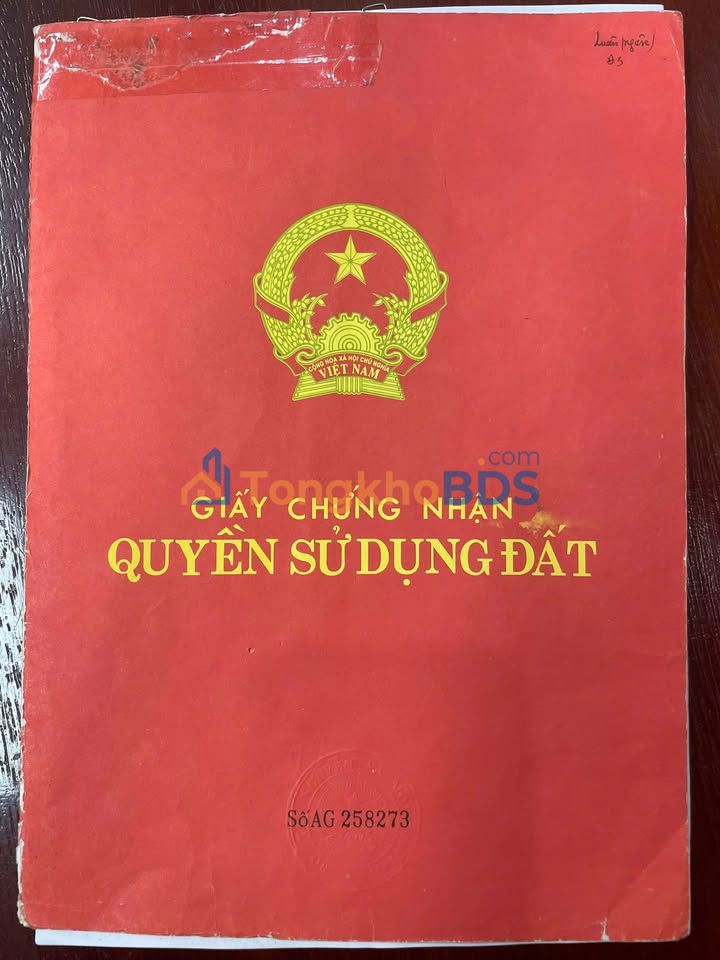 CỘNG HÒA XÃ HỘI CHỦ NGHĨA
VIỆT NAM
TongkhoBDS.com
GIẤY CHỨNG NHẬN
QUYỀN SỬ DỤNG ĐẤT
Số AG 258273